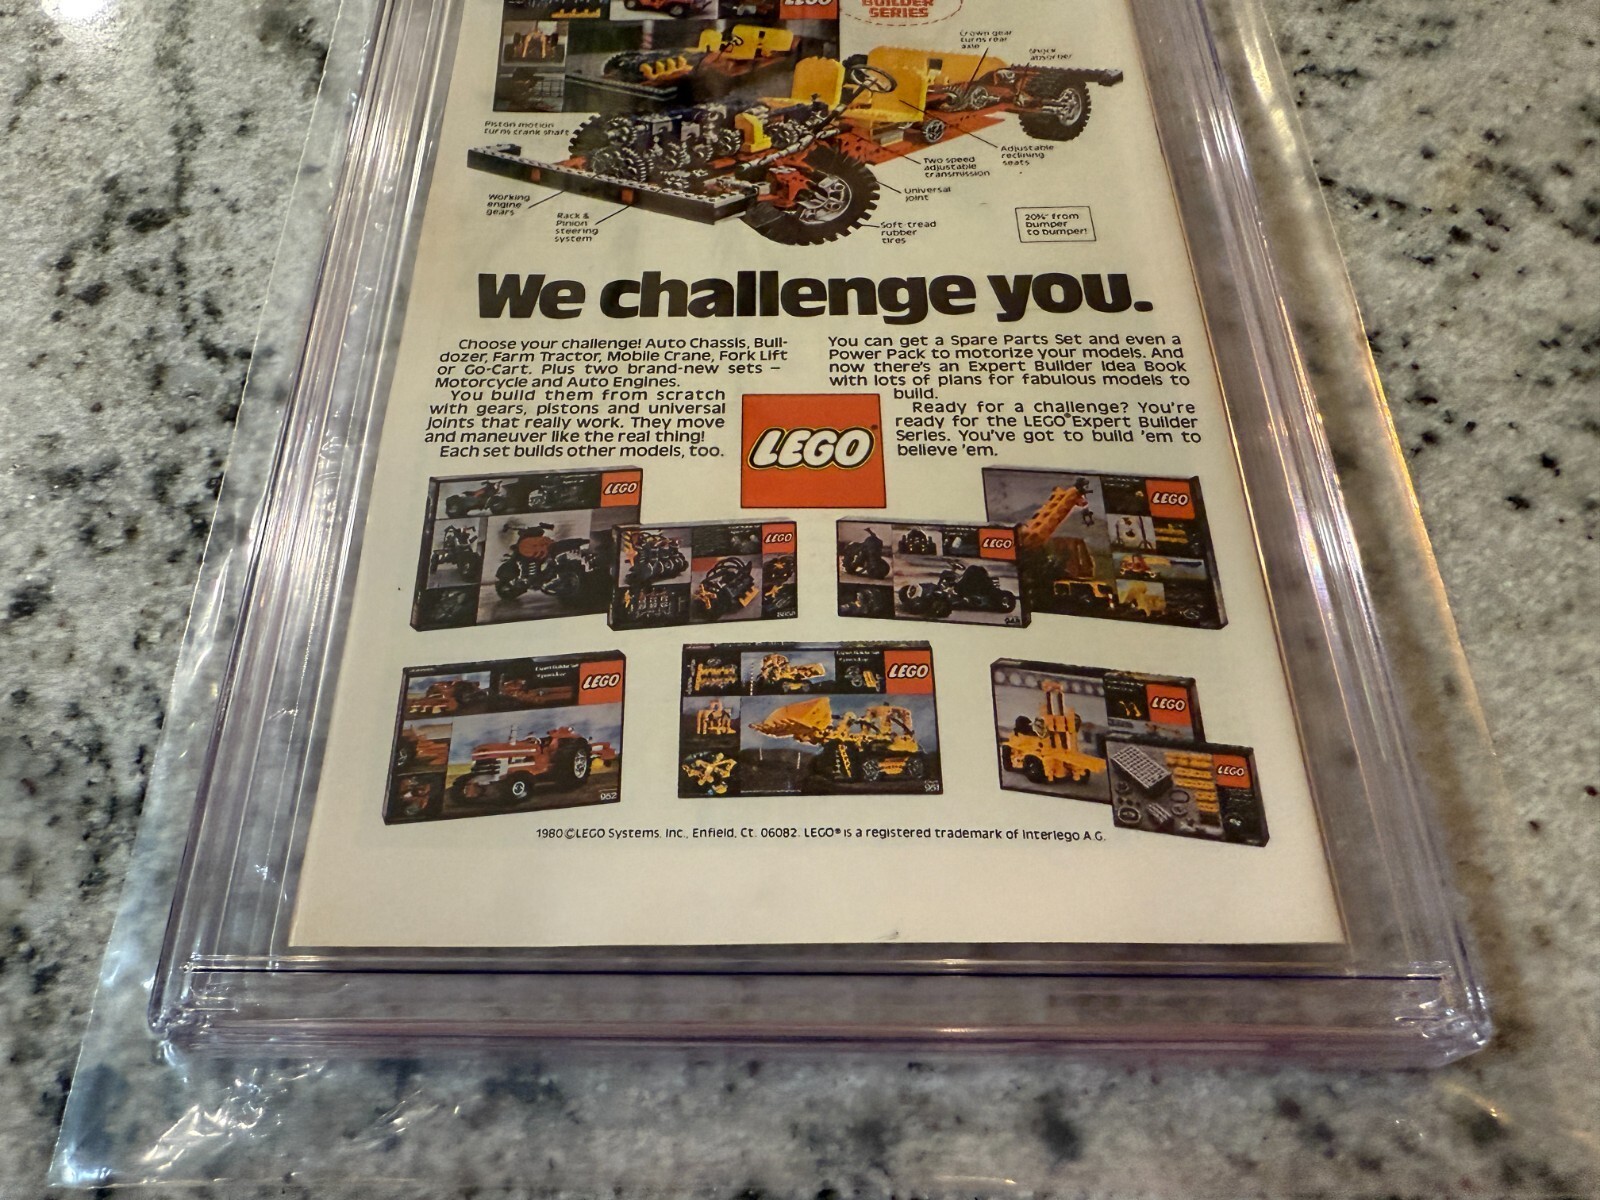 LEGO
BUILDER
SERIES
Crown gear
turns rear
axle
Shock
absorber
Piston motion
turns crank shaft
Adjustable
reclining
seats
Two speed
adjustable
transmission
Universal
joint
Working
engine
gears
Rack &
Pinion
steering
system
Soft-tread
rubber
tires
20¾" from
bumper
to bumper!
We challenge you.
Choose your challenge! Auto Chassis, Bull-
dozer, Farm Tractor, Mobile Crane, Fork Lift
or Go-Cart. Plus two brand-new sets –
Motorcycle and Auto Engines.
You build them from scratch
with gears, pistons and universal
joints that really work. They move
and maneuver like the real thing!
Each set builds other models, too.
You can get a Spare Parts Set and even a
Power Pack to motorize your models. And
now there's an Expert Builder Idea Book
with lots of plans for fabulous models to
build.
Ready for a challenge? You're
ready for the LEGO® Expert Builder
Series. You've got to build 'em to
believe 'em.
LEGO®
LEGO
LEGO
8858
LEGO
948
LEGO
LEGO
952
LEGO
951
LEGO
LEGO
1980 © LEGO Systems, Inc., Enfield, Ct. 06082. LEGO® is a registered trademark of Interlego A.G.